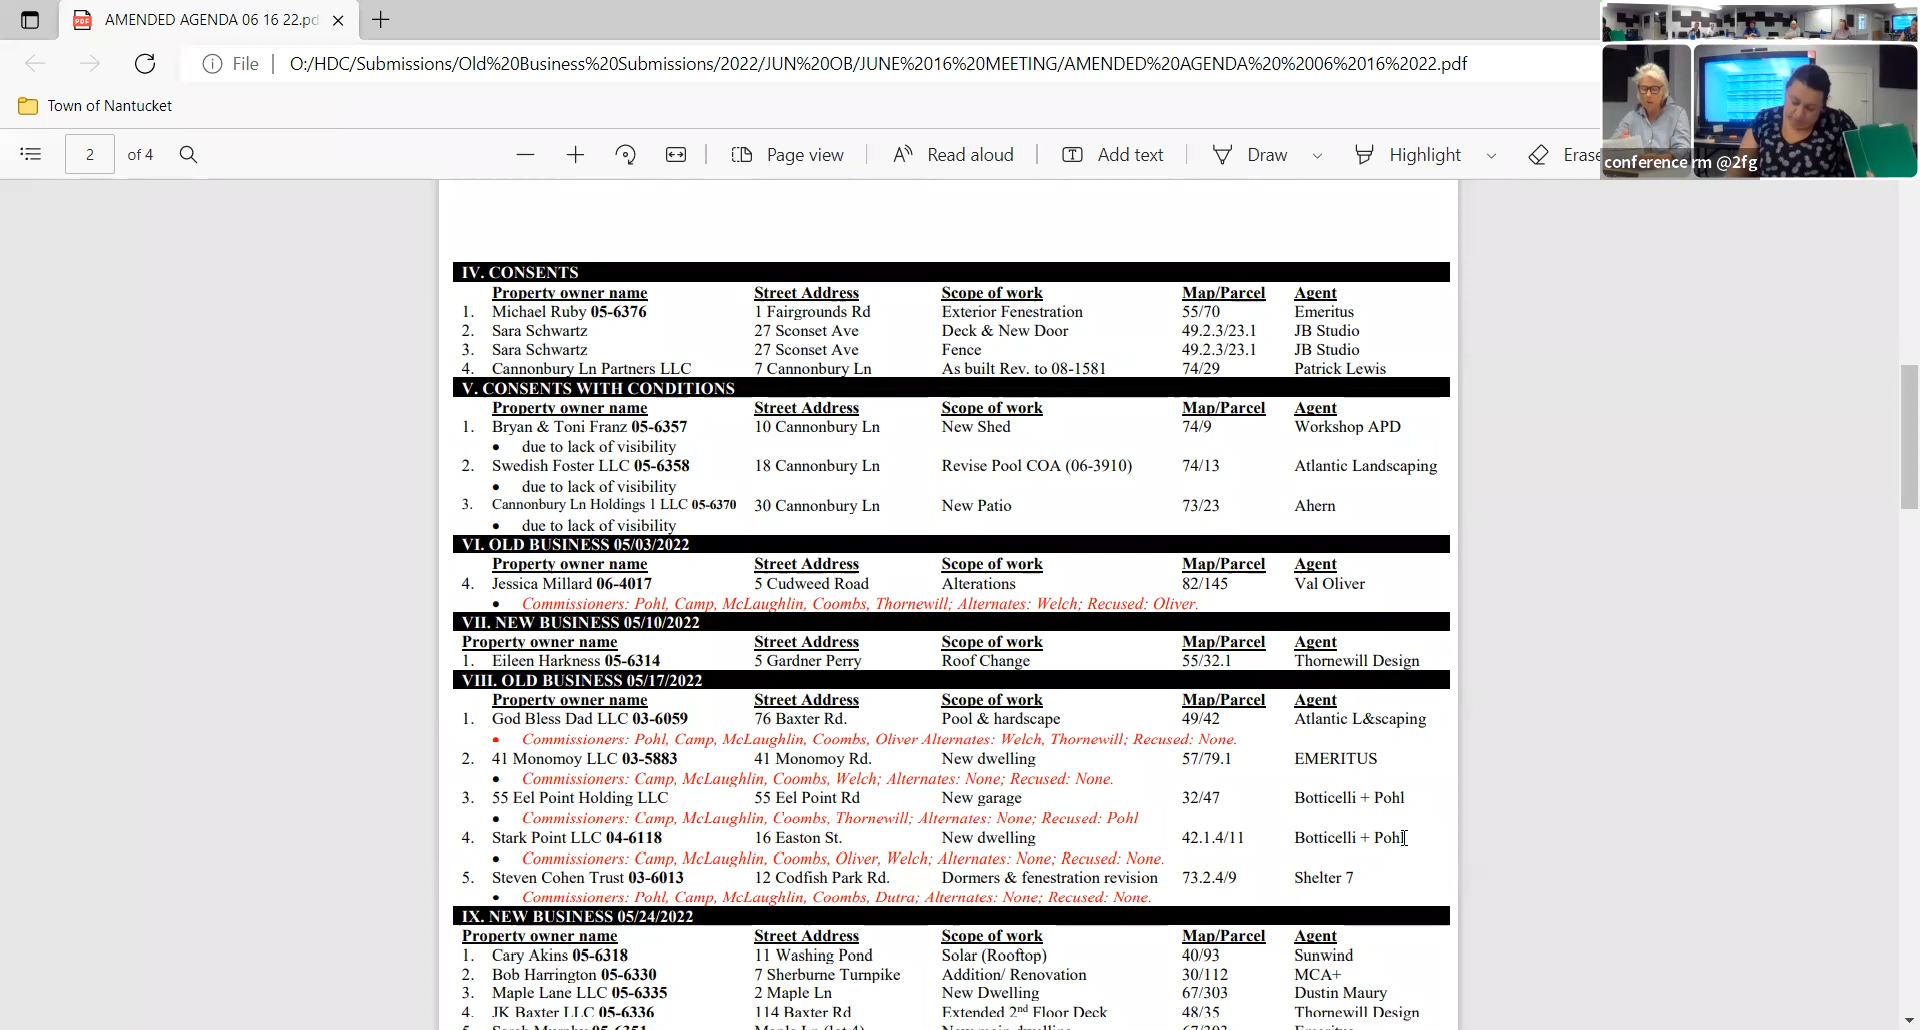 AMENDED AGENDA 06 16 22.pd
File
O:/HDC/Submissions/Old%20Business%20Submissions/2022/JUN%20OB/JUNE%2016%20MEETING/AMENDED%20AGENDA%20%2006%2016%2022.pdf
Town of Nantucket
2 of 4
Page view
Read aloud
Add text
Draw
Highlight
Erase
conference rm @2fg
IV. CONSENTS
Property owner name Street Address Scope of work Map/Parcel Agent
1. Michael Ruby 05-6376 1 Fairgrounds Rd Exterior Fenestration 55/70 Emeritus
2. Sara Schwartz 27 Sconset Ave Deck & New Door 49.2.3/23.1 JB Studio
3. Sara Schwartz 27 Sconset Ave Fence 49.2.3/23.1 JB Studio
4. Cannonbury Ln Partners LLC 7 Cannonbury Ln As built Rev. to 08-1581 74/29 Patrick Lewis
V. CONSENTS WITH CONDITIONS
Property owner name Street Address Scope of work Map/Parcel Agent
1. Bryan & Toni Franz 05-6357 10 Cannonbury Ln New Shed 74/9 Workshop APD
• due to lack of visibility
2. Swedish Foster LLC 05-6358 18 Cannonbury Ln Revise Pool COA (06-3910) 74/13 Atlantic Landscaping
• due to lack of visibility
3. Cannonbury Ln Holdings 1 LLC 05-6370 30 Cannonbury Ln New Patio 73/23 Ahern
• due to lack of visibility
VI. OLD BUSINESS 05/03/2022
Property owner name Street Address Scope of work Map/Parcel Agent
4. Jessica Millard 06-4017 5 Cudweed Road Alterations 82/145 Val Oliver
• Commissioners: Pohl, Camp, McLaughlin, Coombs, Thornewill; Alternates: Welch; Recused: Oliver.
VII. NEW BUSINESS 05/10/2022
Property owner name Street Address Scope of work Map/Parcel Agent
1. Eileen Harkness 05-6314 5 Gardner Perry Roof Change 55/32.1 Thornewill Design
VIII. OLD BUSINESS 05/17/2022
Property owner name Street Address Scope of work Map/Parcel Agent
1. God Bless Dad LLC 03-6059 76 Baxter Rd. Pool & hardscape 49/42 Atlantic L&scaping
• Commissioners: Pohl, Camp, McLaughlin, Coombs, Oliver Alternates: Welch, Thornewill; Recused: None.
2. 41 Monomoy LLC 03-5883 41 Monomoy Rd. New dwelling 57/79.1 EMERITUS
• Commissioners: Camp, McLaughlin, Coombs, Welch; Alternates: None; Recused: None.
3. 55 Eel Point Holding LLC 55 Eel Point Rd New garage 32/47 Botticelli + Pohl
• Commissioners: Camp, McLaughlin, Coombs, Thornewill; Alternates: None; Recused: Pohl
4. Stark Point LLC 04-6118 16 Easton St. New dwelling 42.1.4/11 Botticelli + Pohl
• Commissioners: Camp, McLaughlin, Coombs, Oliver, Welch; Alternates: None; Recused: None.
5. Steven Cohen Trust 03-6013 12 Codfish Park Rd. Dormers & fenestration revision 73.2.4/9 Shelter 7
• Commissioners: Pohl, Camp, McLaughlin, Coombs, Dutra; Alternates: None; Recused: None.
IX. NEW BUSINESS 05/24/2022
Property owner name Street Address Scope of work Map/Parcel Agent
1. Cary Akins 05-6318 11 Washing Pond Solar (Rooftop) 40/93 Sunwind
2. Bob Harrington 05-6330 7 Sherburne Turnpike Addition/ Renovation 30/112 MCA+
3. Maple Lane LLC 05-6335 2 Maple Ln New Dwelling 67/303 Dustin Maury
4. JK Baxter LLC 05-6336 114 Baxter Rd Extended 2nd Floor Deck 48/35 Thornewill Design